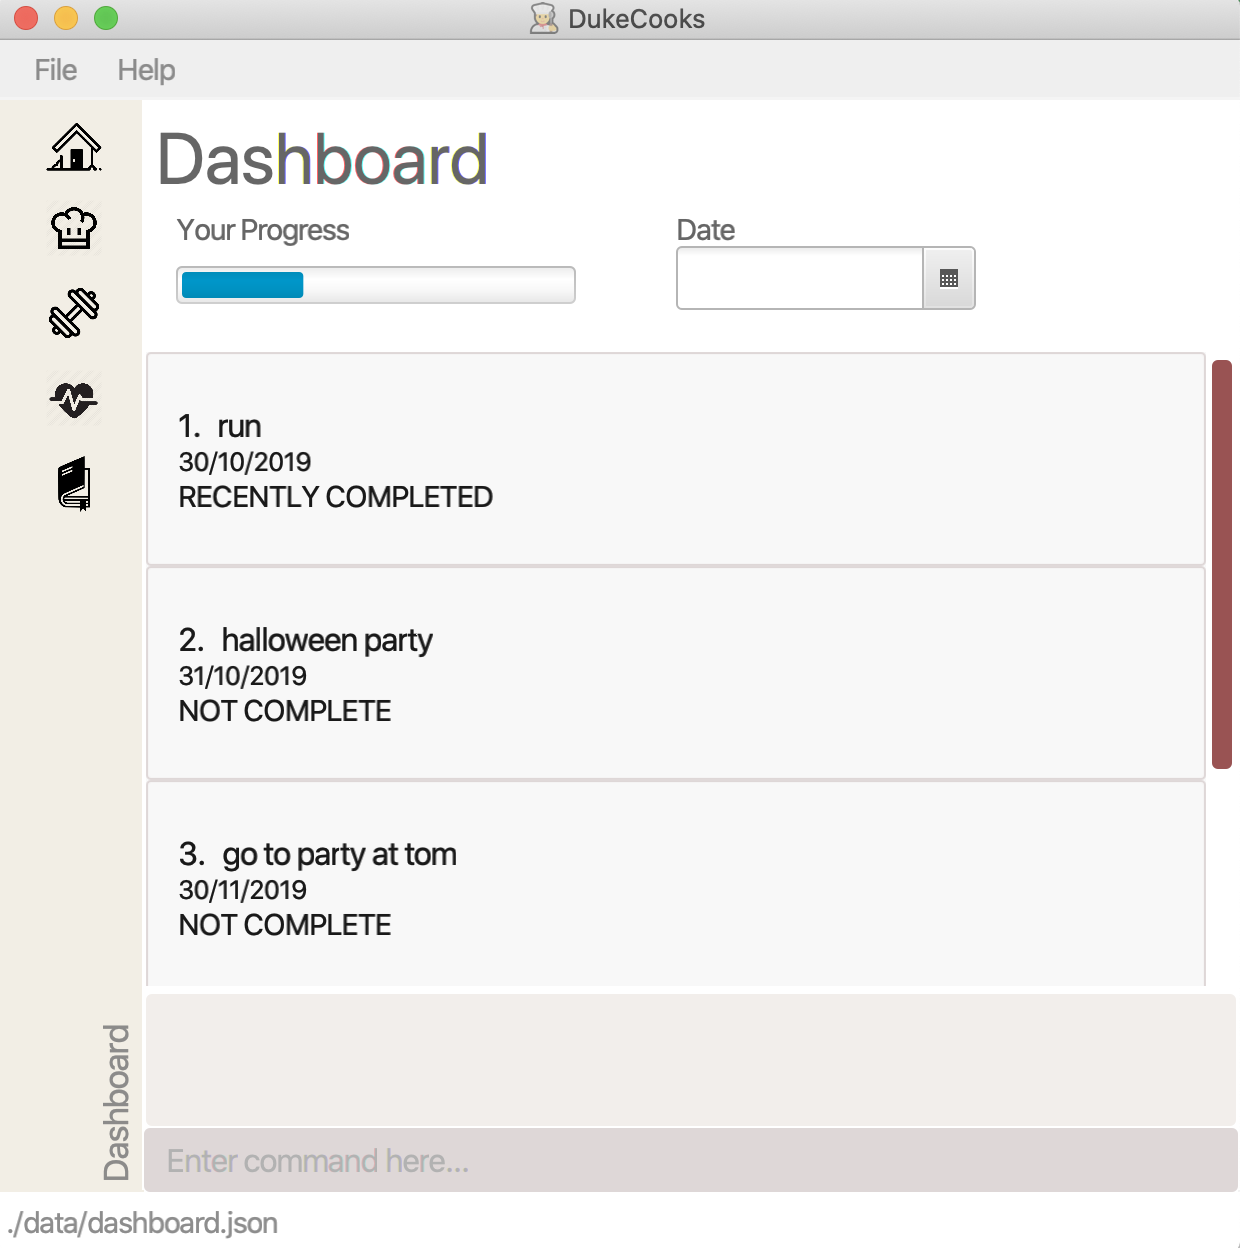 DukeCooks
File Help
Dashboard
Your Progress
Date
1. run
30/10/2019
RECENTLY COMPLETED
2. halloween party
31/10/2019
NOT COMPLETE
3. go to party at tom
30/11/2019
NOT COMPLETE
Dashboard
Enter command here...
./data/dashboard.json